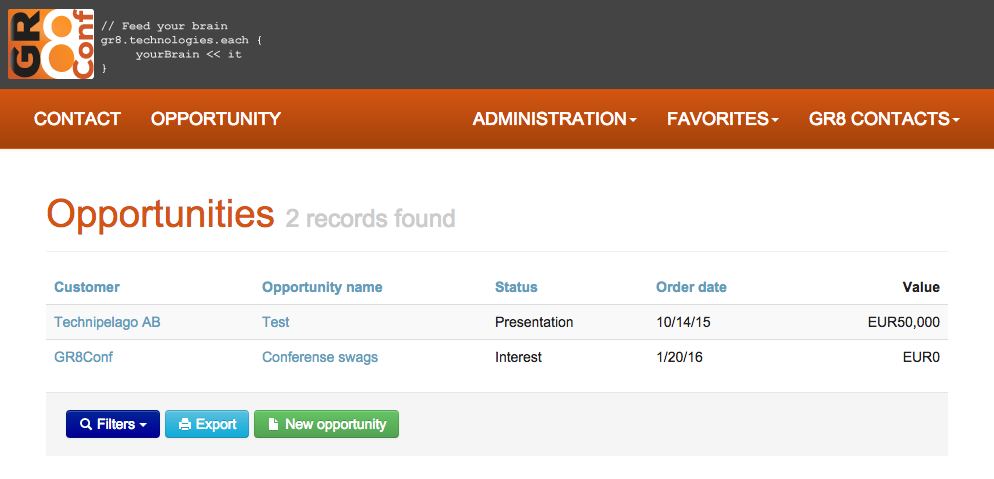 GR8Conf
// Feed your brain
gr8.technologies.each {
yourBrain << it
}
CONTACT OPPORTUNITY ADMINISTRATION FAVORITES GR8 CONTACTS
Opportunities 2 records found
Customer Opportunity name Status Order date Value
Technipelago AB Test Presentation 10/14/15 EUR50,000
GR8Conf Conferense swags Interest 1/20/16 EUR0
Filters Export New opportunity